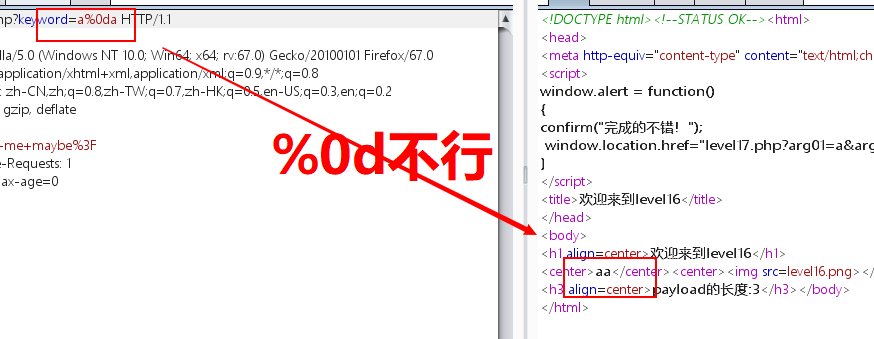 hp?keyword=a%0da HTTP/1.1
lla/5.0 (Windows NT 10.0; Win64; x64; rv:67.0) Gecko/20100101 Firefox/67.0
application/xhtml+xml,application/xml;q=0.9,*/*;q=0.8
: zh-CN,zh;q=0.8,zh-TW;q=0.7,zh-HK;q=0.5,en-US;q=0.3,en;q=0.2
gzip, deflate
-me+maybe%3F
e-Requests: 1
ax-age=0
%0d不行
<!DOCTYPE html><!--STATUS OK--><html>
<head>
<meta http-equiv="content-type" content="text/html;ch
<script>
window.alert = function()
{
confirm("完成的不错！");
window.location.href="level17.php?arg01=a&arg
}
</script>
<title>欢迎来到level16</title>
</head>
<body>
<h1 align=center>欢迎来到level16</h1>
<center>aa</center><center><img src=level16.png></
<h3 align=center>payload的长度:3</h3></body>
</html>